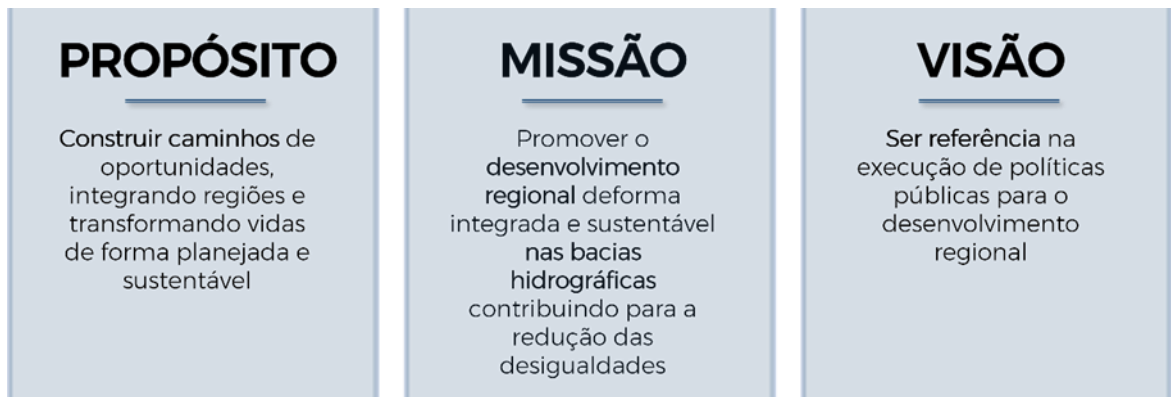 PROPÓSITO
Construir caminhos de
oportunidades,
integrando regiões e
transformando vidas
de forma planejada e
sustentável
MISSÃO
Promover o
desenvolvimento
regional deforma
integrada e sustentável
nas bacias
hidrográficas
contribuindo para a
redução das
desigualdades
VISÃO
Ser referência na
execução de políticas
públicas para o
desenvolvimento
regional